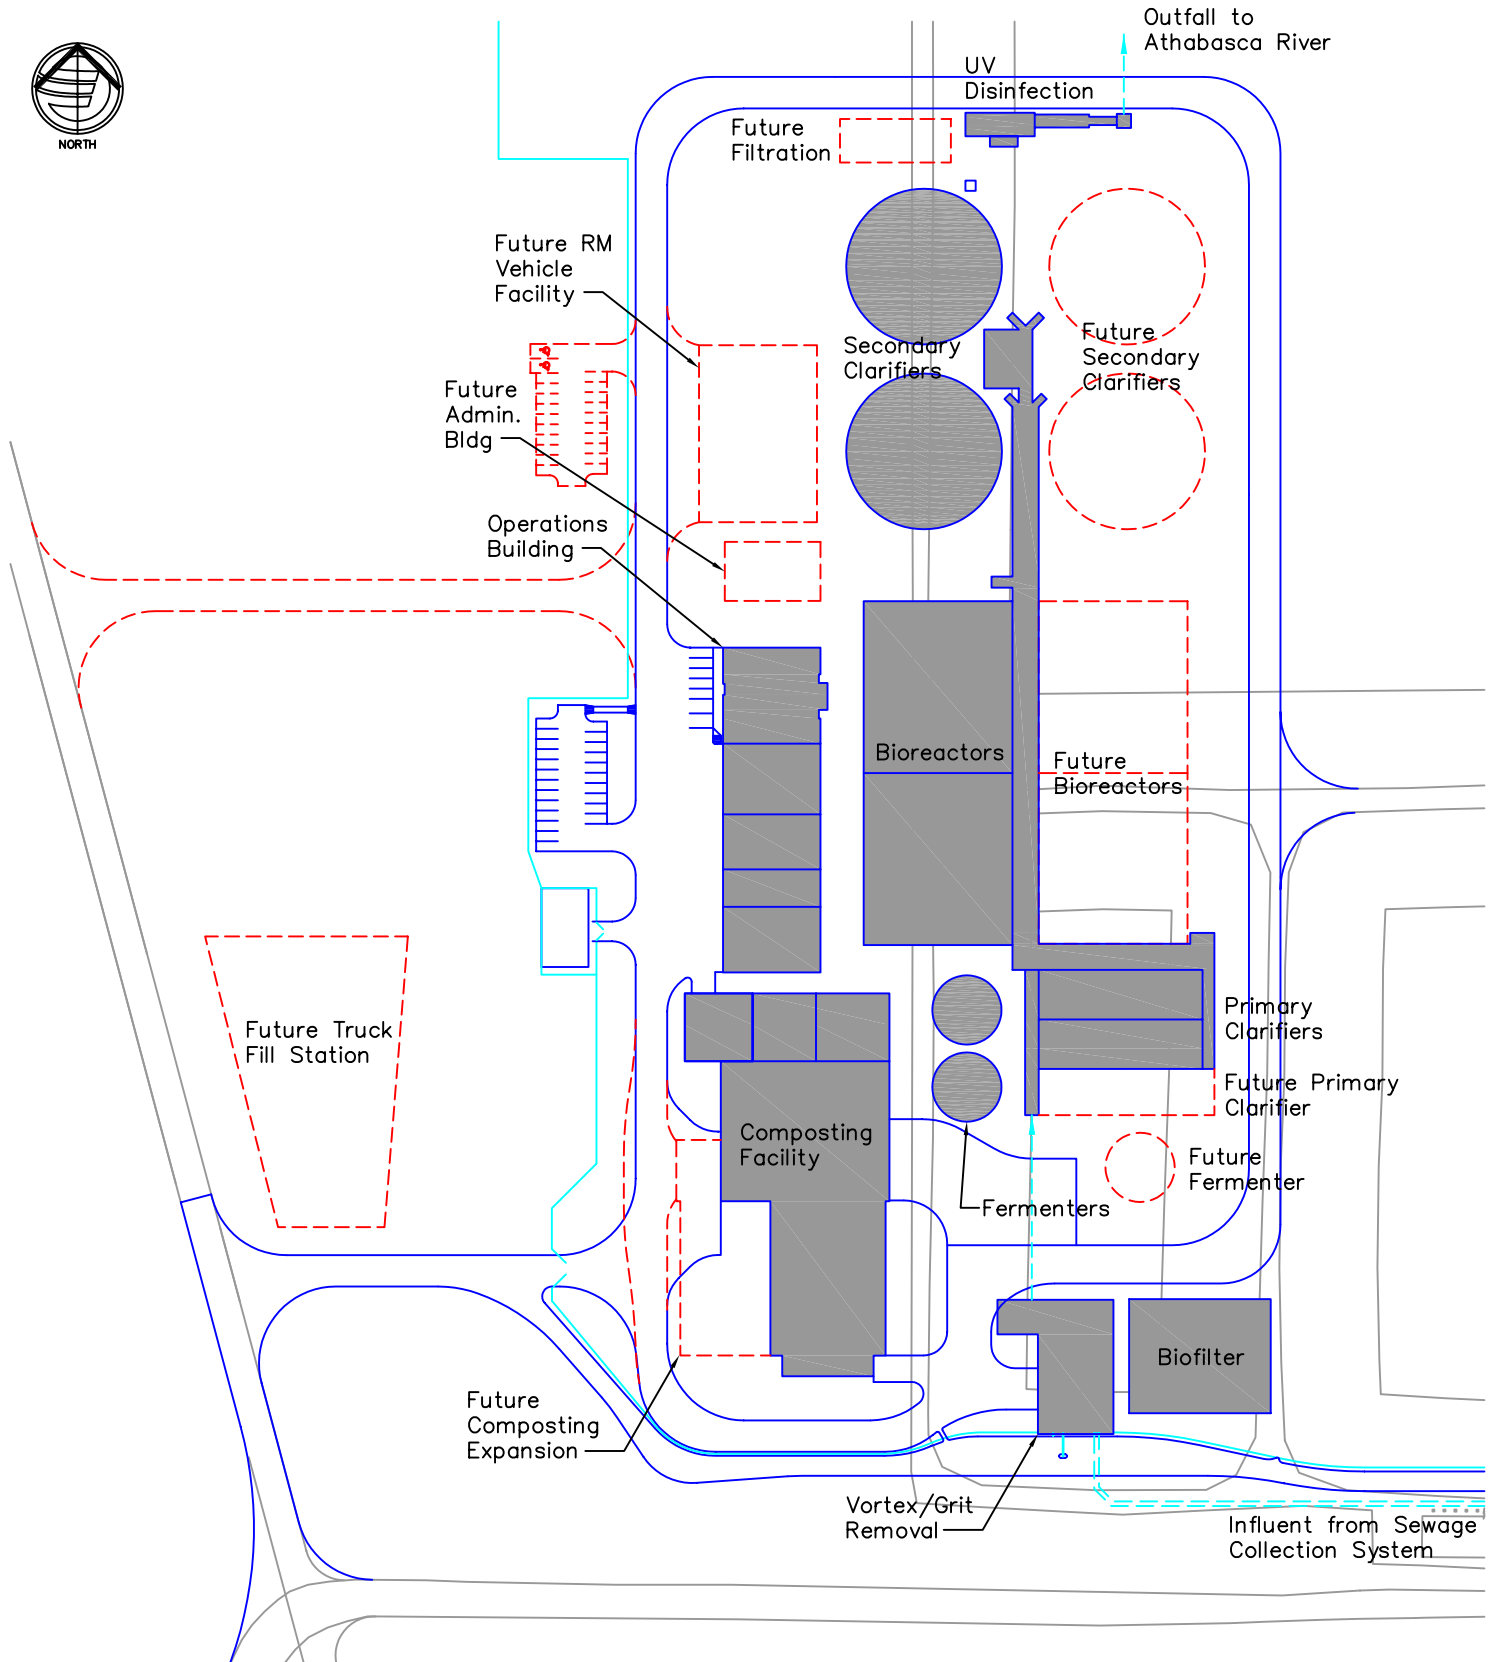 Outfall to
Athabasca River
UV
Disinfection
NORTH
Future
Filtration
Future RM
Vehicle
Facility
Secondary
Clarifiers
Future
Secondary
Clarifiers
Future
Admin.
Bldg
Operations
Building
Bioreactors
Future
Bioreactors
Future Truck
Fill Station
Primary
Clarifiers
Future Primary
Clarifier
Composting
Facility
Future
Fermenter
Fermenters
Biofilter
Future
Composting
Expansion
Vortex/Grit
Removal
Influent from Sewage
Collection System